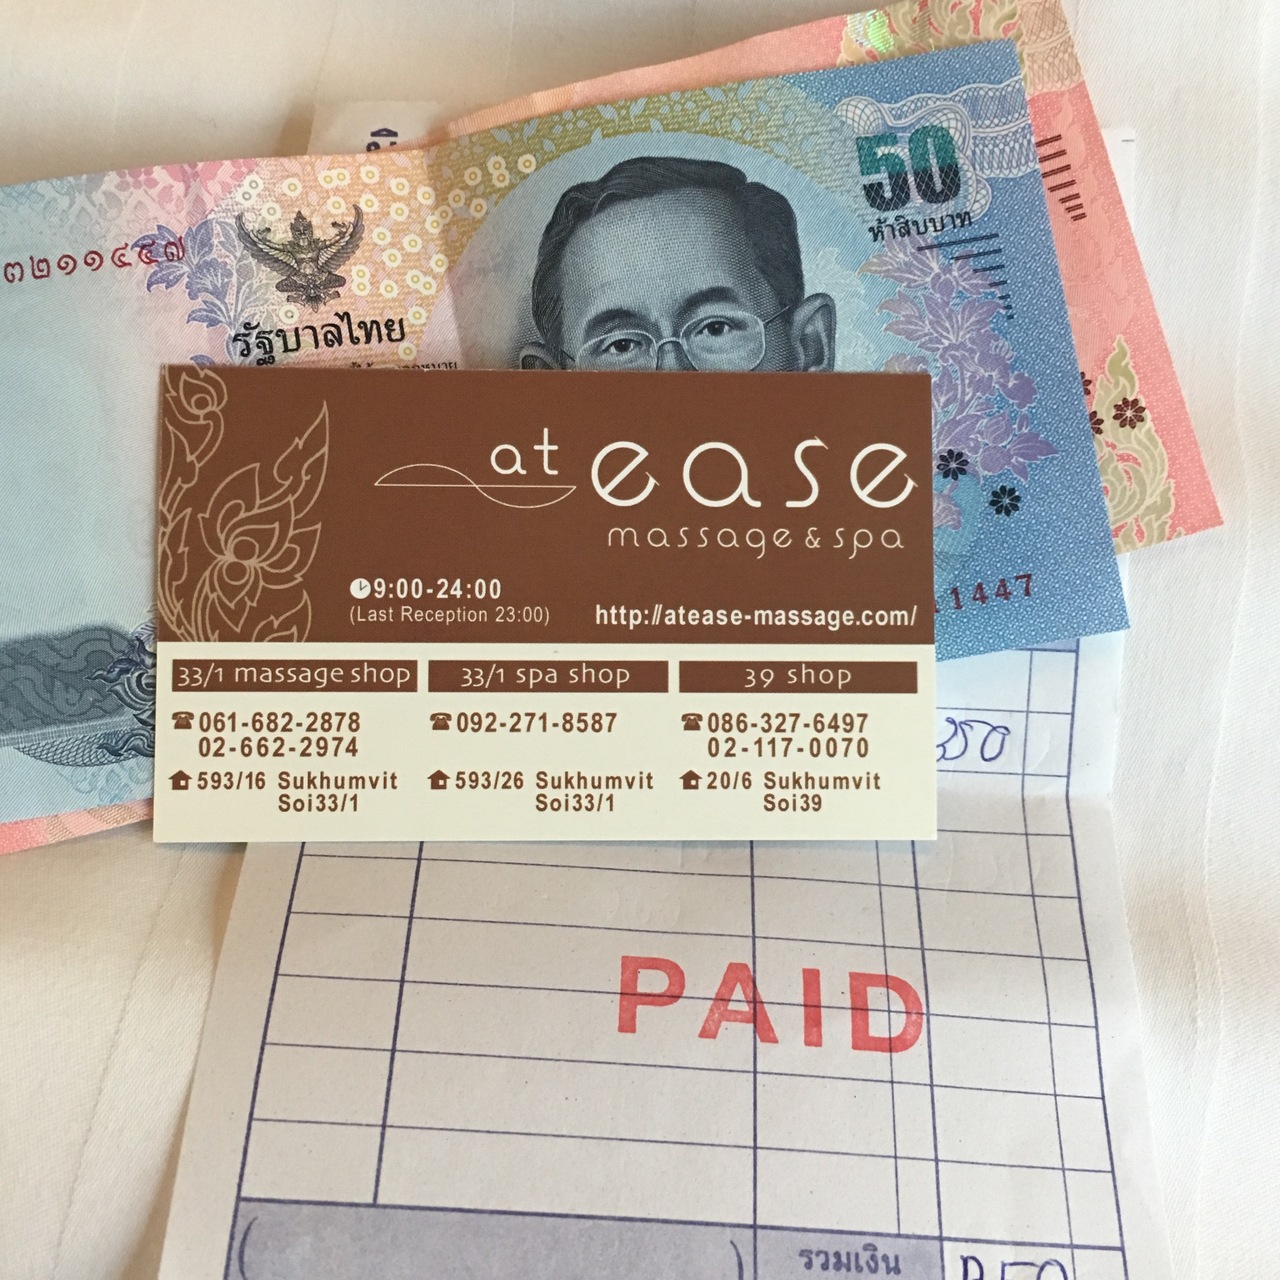 50
ห้าสิบบาท
๓๒๑๑๔๔๗
รัฐบาลไทย
at ease
massage & spa
9:00-24:00
(Last Reception 23:00)
http://atease-massage.com/
33/1 massage shop
061-682-2878
02-662-2974
593/16 Sukhumvit
Soi33/1
33/1 spa shop
092-271-8587
593/26 Sukhumvit
Soi33/1
39 shop
086-327-6497
02-117-0070
20/6 Sukhumvit
Soi39
11447
PAID
รวมเงิน